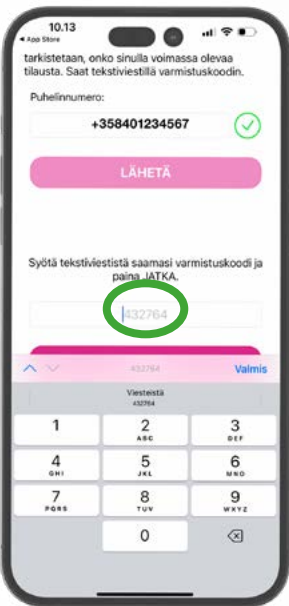 10.13
App Store
tarkistetaan, onko sinulla voimassa olevaa
tilausta. Saat tekstiviestillä varmistuskoodin.
Puhelinnumero:
+358401234567
LÄHETÄ
Syötä tekstiviestistä saamasi varmistuskoodi ja
paina JATKA.
432764
432764
Valmis
Viesteistä
432764
1
2
ABC
3
DEF
4
GHI
5
JKL
6
MNO
7
PQRS
8
TUV
9
WXYZ
0